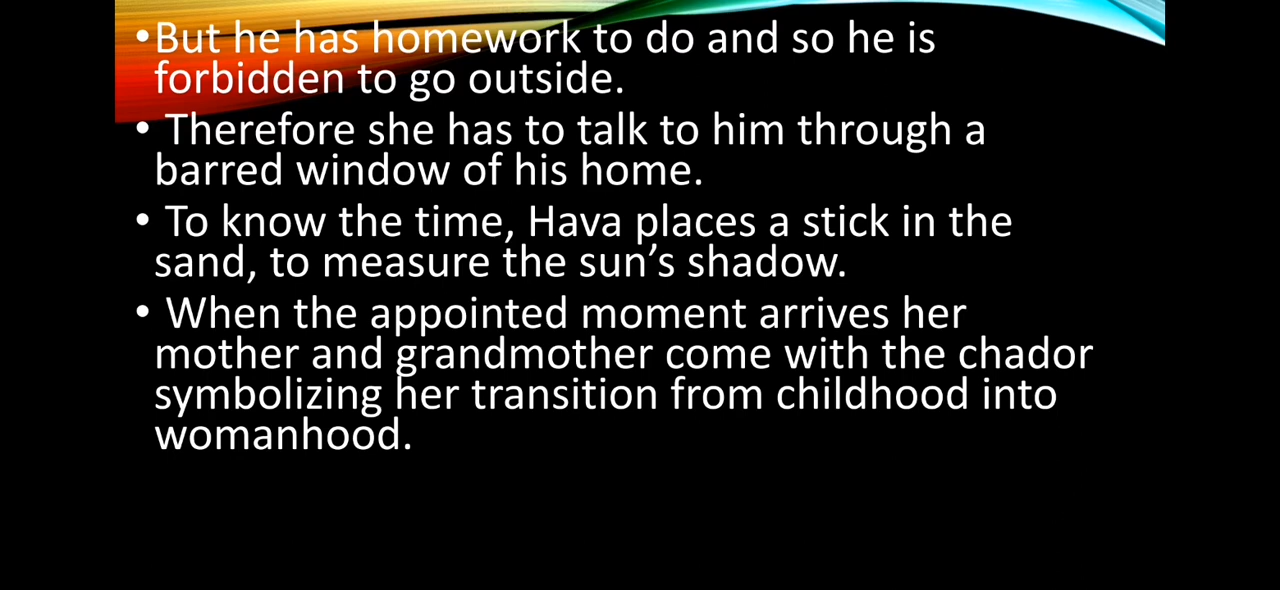 •But he has homework to do and so he is
forbidden to go outside.
• Therefore she has to talk to him through a
barred window of his home.
• To know the time, Hava places a stick in the
sand, to measure the sun’s shadow.
• When the appointed moment arrives her
mother and grandmother come with the chador
symbolizing her transition from childhood into
womanhood.